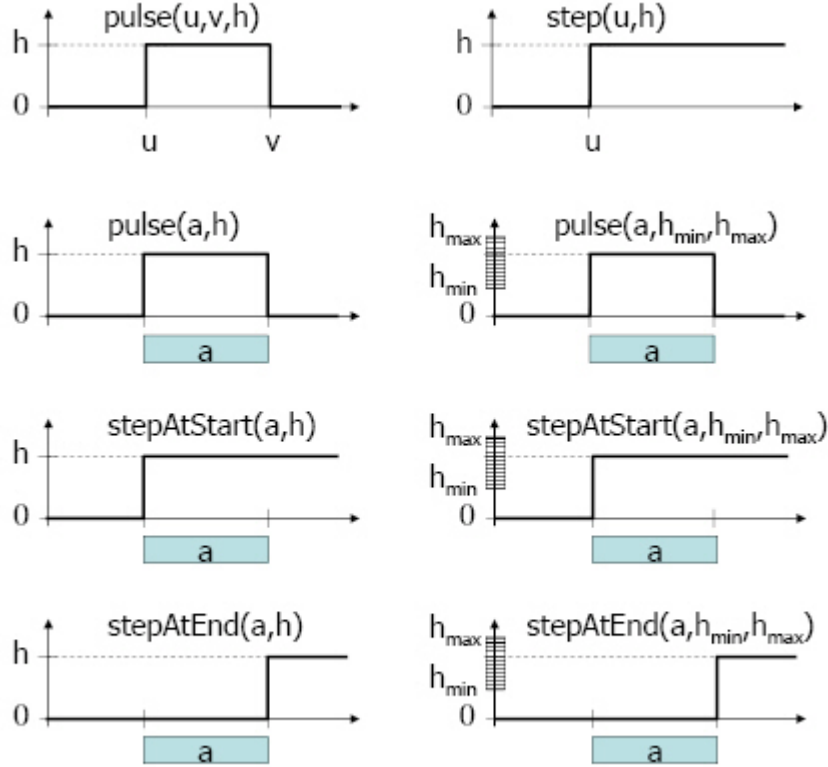 pulse(u,v,h)
h
0
u v
step(u,h)
h
0
u
pulse(a,h)
h
0
a
pulse(a,hmin,hmax)
hmax
hmin
0
a
stepAtStart(a,h)
h
0
a
stepAtStart(a,hmin,hmax)
hmax
hmin
0
a
stepAtEnd(a,h)
h
0
a
stepAtEnd(a,hmin,hmax)
hmax
hmin
0
a